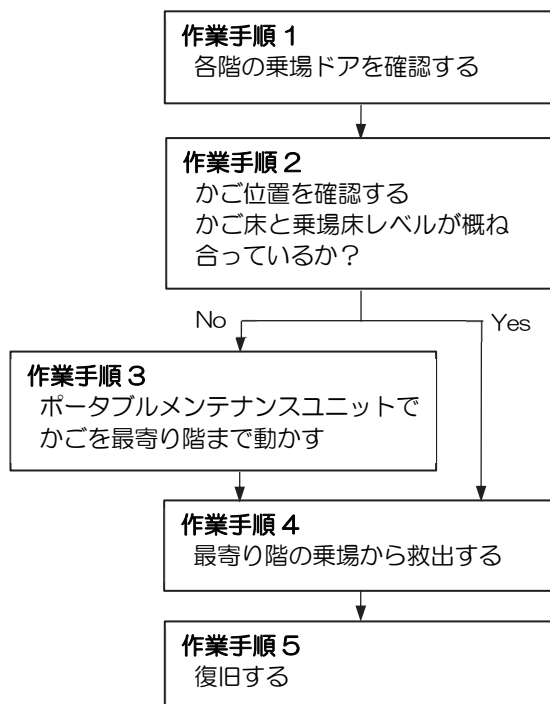 作業手順1
各階の乗場ドアを確認する
作業手順2
かご位置を確認する
かご床と乗場床レベルが概ね
合っているか？
No
Yes
作業手順3
ポータブルメンテナンスユニットで
かごを最寄り階まで動かす
作業手順4
最寄り階の乗場から救出する
作業手順5
復旧する